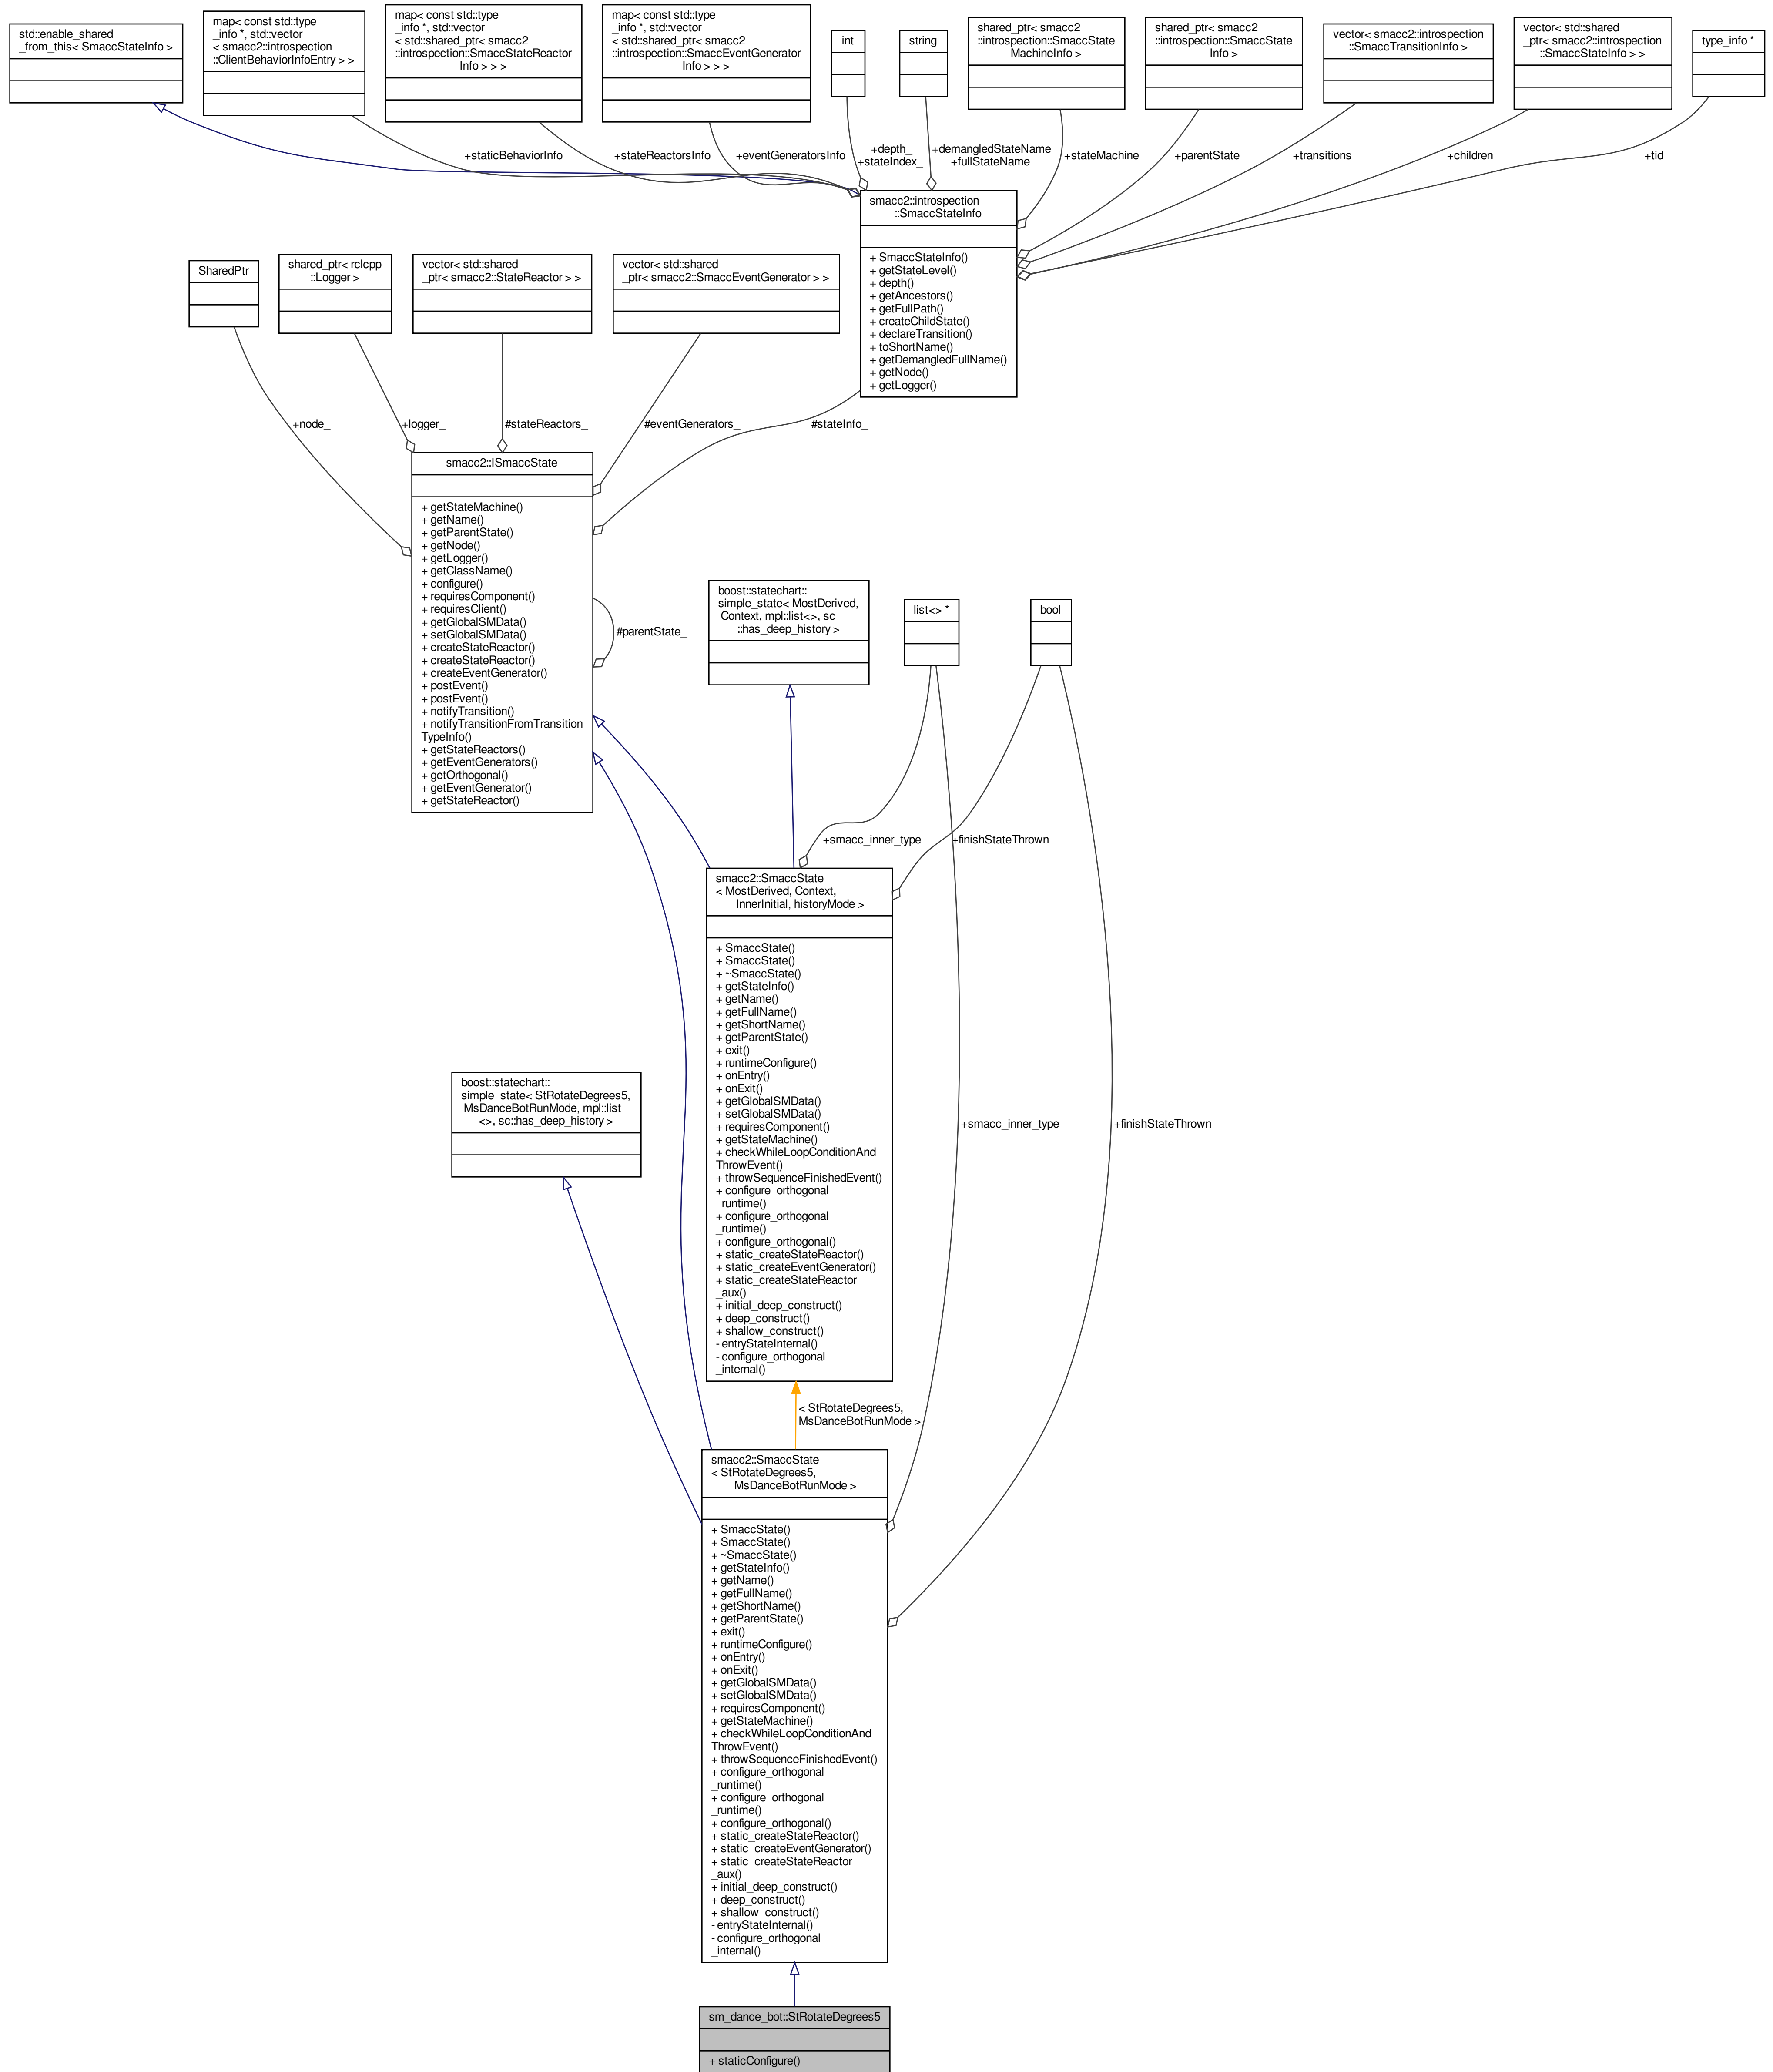 std::enable_shared
_from_this< SmaccStateInfo >
map< const std::type
_info *, std::vector
< smacc2::introspection
::ClientBehaviorInfoEntry > >
map< const std::type
_info *, std::vector
< std::shared_ptr< smacc2
::introspection::SmaccStateReactor
Info > > >
map< const std::type
_info *, std::vector
< std::shared_ptr< smacc2
::introspection::SmaccEventGenerator
Info > > >
int
string
shared_ptr< smacc2
::introspection::SmaccState
MachineInfo >
shared_ptr< smacc2
::introspection::SmaccState
Info >
vector< smacc2::introspection
::SmaccTransitionInfo >
vector< std::shared
_ptr< smacc2::introspection
::SmaccStateInfo > >
type_info *
+staticBehaviorInfo
+stateReactorsInfo
+eventGeneratorsInfo
+depth_
+stateIndex_
+demangledStateName
+fullStateName
+stateMachine_
+parentState_
+transitions_
+children_
+tid_
smacc2::introspection
::SmaccStateInfo
+ SmaccStateInfo()
+ getStateLevel()
+ depth()
+ getAncestors()
+ getFullPath()
+ createChildState()
+ declareTransition()
+ toShortName()
+ getDemangledFullName()
+ getNode()
+ getLogger()
SharedPtr
shared_ptr< rclcpp
::Logger >
vector< std::shared
_ptr< smacc2::StateReactor > >
vector< std::shared
_ptr< smacc2::SmaccEventGenerator > >
+node_
+logger_
#stateReactors_
#eventGenerators_
#stateInfo_
smacc2::ISmaccState
+ getStateMachine()
+ getName()
+ getParentState()
+ getNode()
+ getLogger()
+ getClassName()
+ configure()
+ requiresComponent()
+ requiresClient()
+ getGlobalSMData()
+ setGlobalSMData()
+ createStateReactor()
+ createStateReactor()
+ createEventGenerator()
+ postEvent()
+ postEvent()
+ notifyTransition()
+ notifyTransitionFromTransition
TypeInfo()
+ getStateReactors()
+ getEventGenerators()
+ getOrthogonal()
+ getEventGenerator()
+ getStateReactor()
#parentState_
boost::statechart::
simple_state< MostDerived,
Context, mpl::list<>, sc
::has_deep_history >
list<> *
bool
+smacc_inner_type
+finishStateThrown
smacc2::SmaccState
< MostDerived, Context,
InnerInitial, historyMode >
+ SmaccState()
+ SmaccState()
+ ~SmaccState()
+ getStateInfo()
+ getName()
+ getFullName()
+ getShortName()
+ getParentState()
+ exit()
+ runtimeConfigure()
+ onEntry()
+ onExit()
+ getGlobalSMData()
+ setGlobalSMData()
+ requiresComponent()
+ getStateMachine()
+ checkWhileLoopConditionAnd
ThrowEvent()
+ throwSequenceFinishedEvent()
+ configure_orthogonal
_runtime()
+ configure_orthogonal
_runtime()
+ configure_orthogonal()
+ static_createStateReactor()
+ static_createEventGenerator()
+ static_createStateReactor
_aux()
+ initial_deep_construct()
+ deep_construct()
+ shallow_construct()
- entryStateInternal()
- configure_orthogonal
_internal()
boost::statechart::
simple_state< StRotateDegrees5,
MsDanceBotRunMode, mpl::list
<>, sc::has_deep_history >
+smacc_inner_type
+finishStateThrown
< StRotateDegrees5,
MsDanceBotRunMode >
smacc2::SmaccState
< StRotateDegrees5,
MsDanceBotRunMode >
+ SmaccState()
+ SmaccState()
+ ~SmaccState()
+ getStateInfo()
+ getName()
+ getFullName()
+ getShortName()
+ getParentState()
+ exit()
+ runtimeConfigure()
+ onEntry()
+ onExit()
+ getGlobalSMData()
+ setGlobalSMData()
+ requiresComponent()
+ getStateMachine()
+ checkWhileLoopConditionAnd
ThrowEvent()
+ throwSequenceFinishedEvent()
+ configure_orthogonal
_runtime()
+ configure_orthogonal
_runtime()
+ configure_orthogonal()
+ static_createStateReactor()
+ static_createEventGenerator()
+ static_createStateReactor
_aux()
+ initial_deep_construct()
+ deep_construct()
+ shallow_construct()
- entryStateInternal()
- configure_orthogonal
_internal()
sm_dance_bot::StRotateDegrees5
+ staticConfigure()